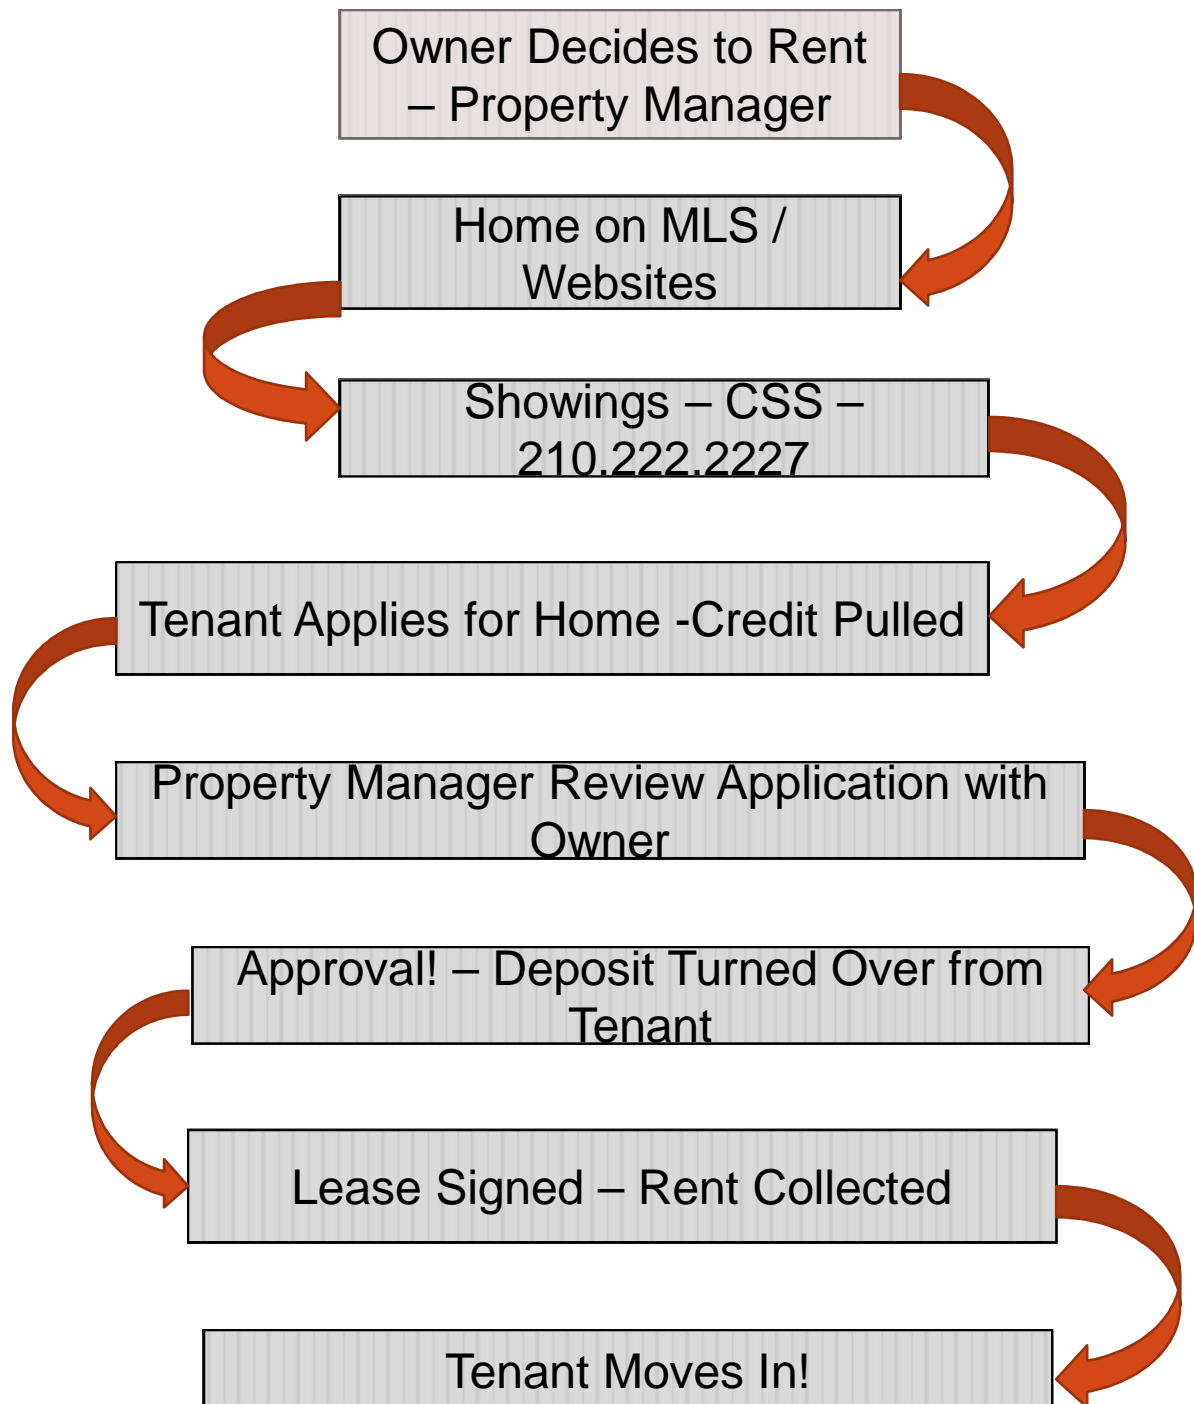 Owner Decides to Rent
– Property Manager
Home on MLS /
Websites
Showings – CSS –
210.222.2227
Tenant Applies for Home -Credit Pulled
Property Manager Review Application with
Owner
Approval! – Deposit Turned Over from
Tenant
Lease Signed – Rent Collected
Tenant Moves In!